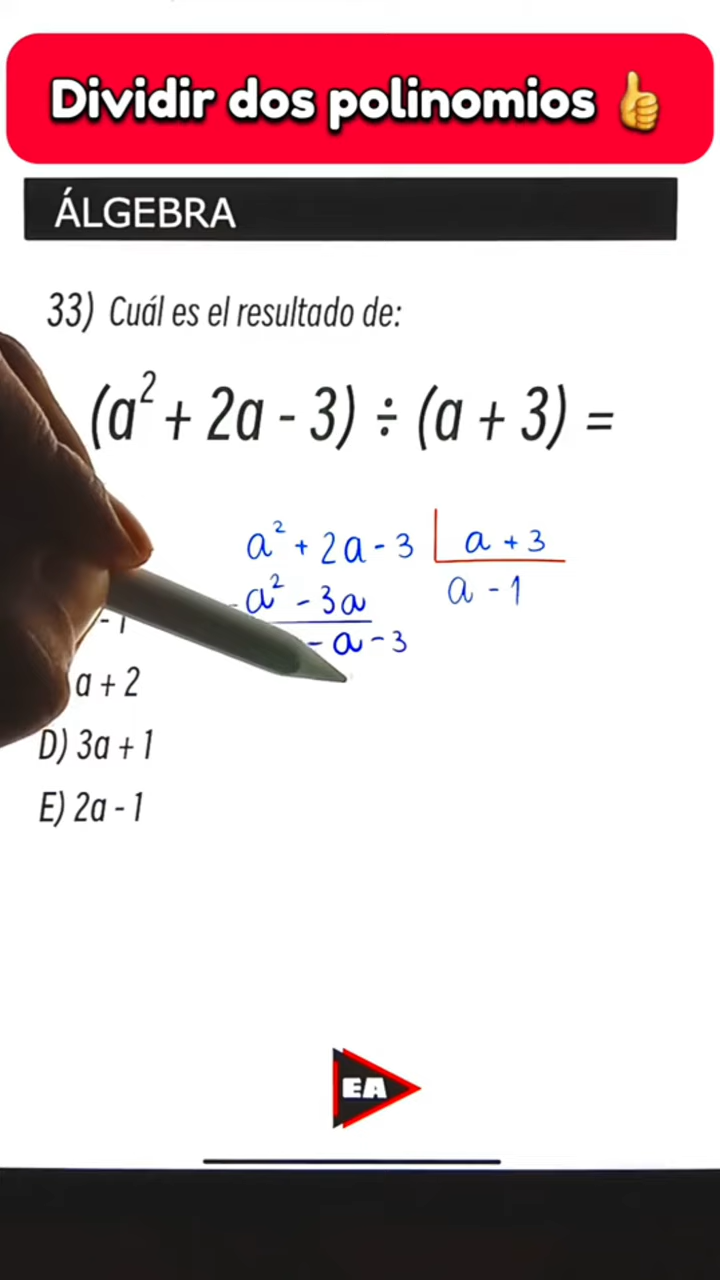 Dividir dos polinomios 👍
ÁLGEBRA
33) Cuál es el resultado de:
(a² + 2a - 3) ÷ (a + 3) =
a² + 2a - 3 a + 3
-a² - 3a a - 1
- a - 3
- 1
a + 2
D) 3a + 1
E) 2a - 1
EA